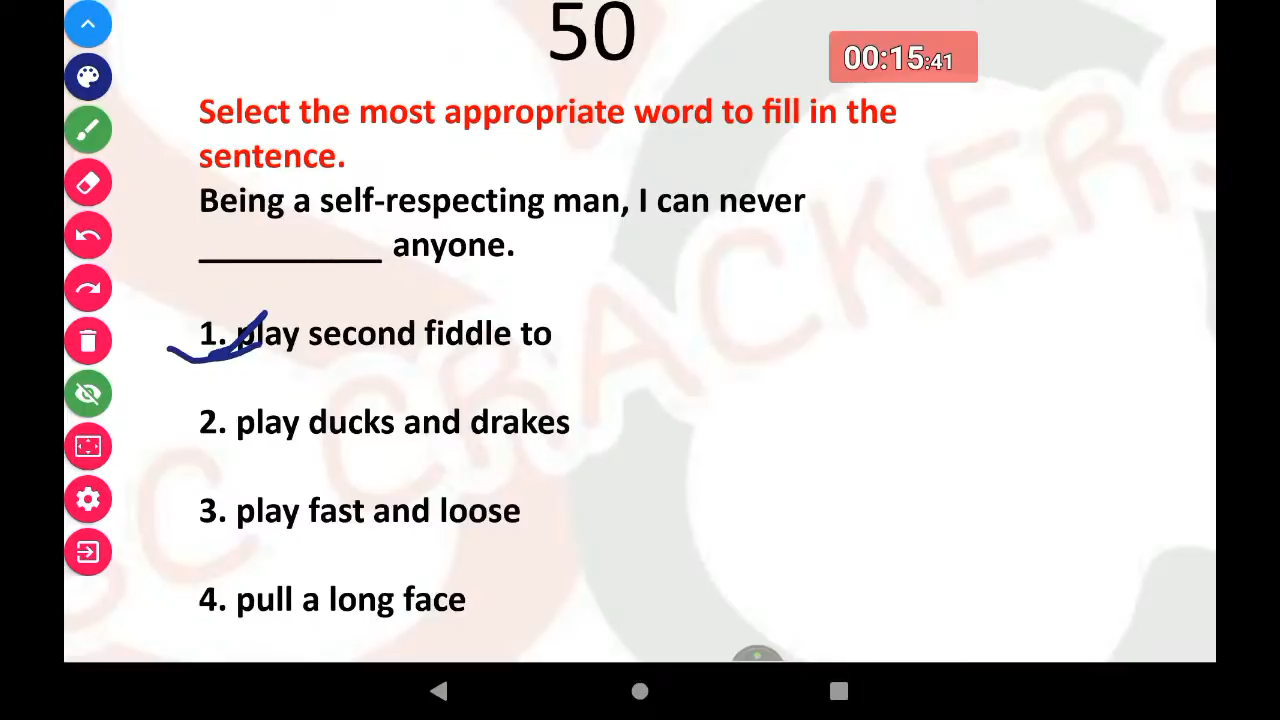 50
00:15:41
Select the most appropriate word to fill in the
sentence.
Being a self-respecting man, I can never
__________ anyone.
1. play second fiddle to
2. play ducks and drakes
3. play fast and loose
4. pull a long face
C CRACKERS